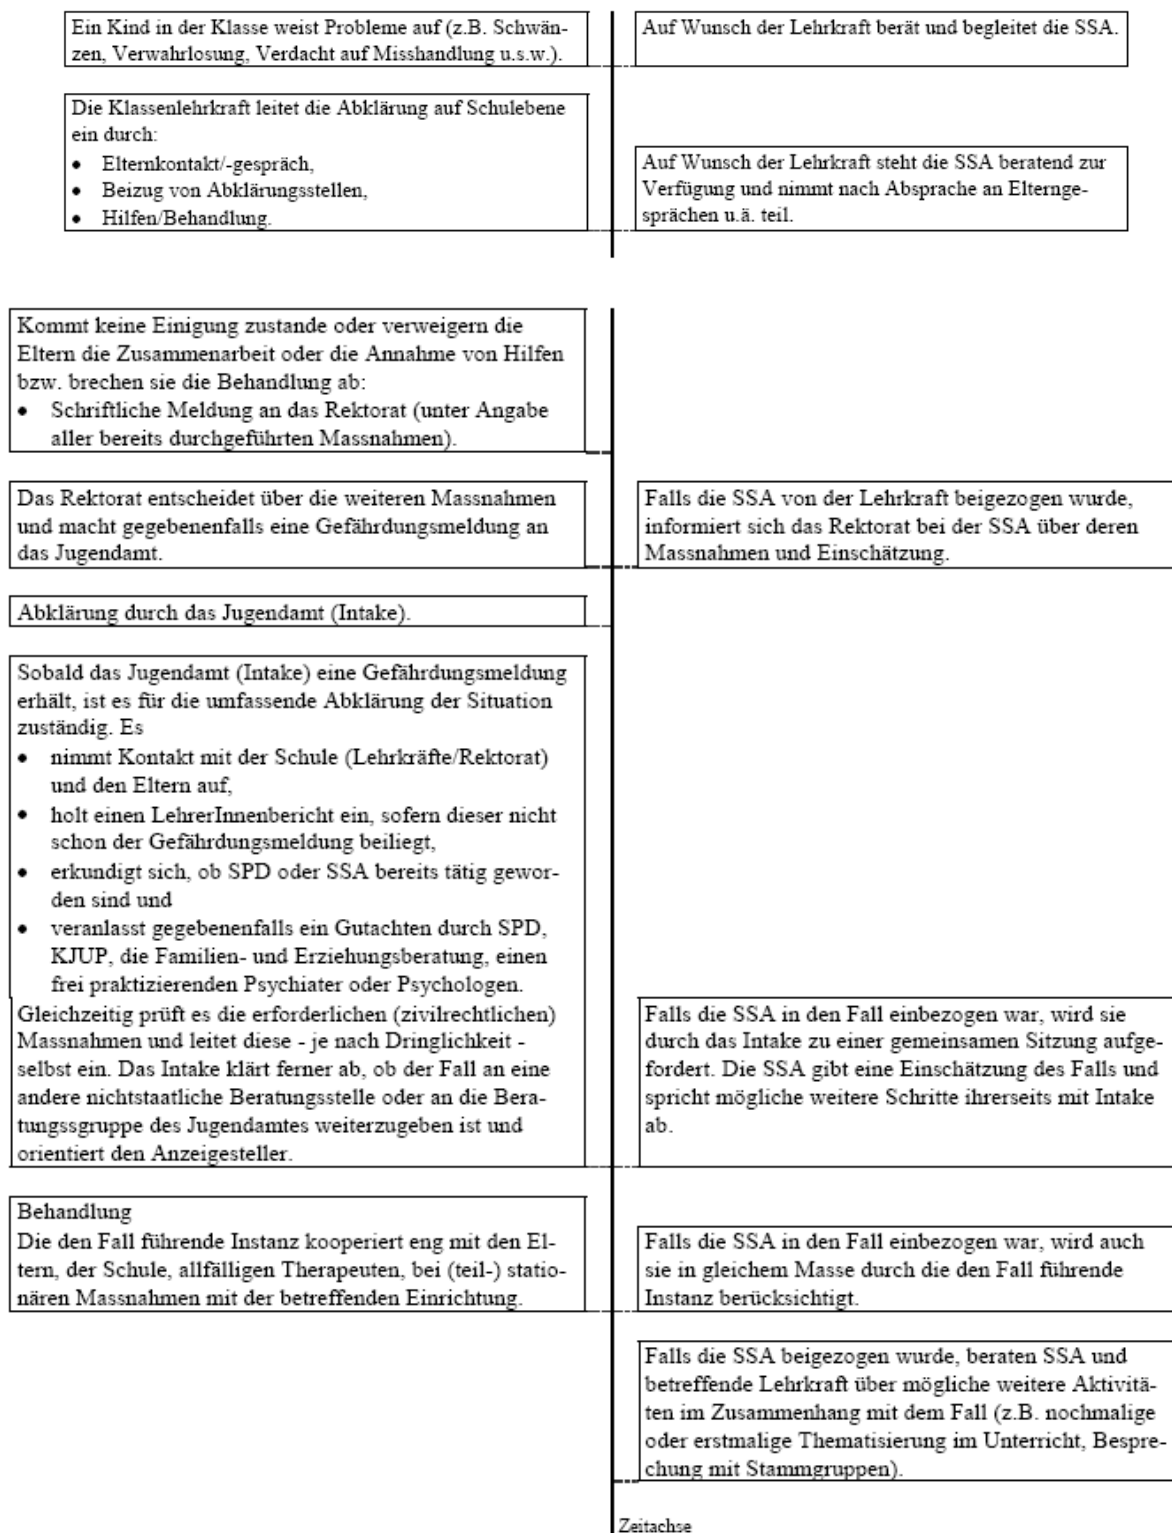 Ein Kind in der Klasse weist Probleme auf (z.B. Schwän-
zen, Verwahrlosung, Verdacht auf Misshandlung u.s.w.).
Auf Wunsch der Lehrkraft berät und begleitet die SSA.
Die Klassenlehrkraft leitet die Abklärung auf Schulebene
ein durch:
• Elternkontakt/-gespräch,
• Beizug von Abklärungsstellen,
• Hilfen/Behandlung.
Auf Wunsch der Lehrkraft steht die SSA beratend zur
Verfügung und nimmt nach Absprache an Elternge-
sprächen u.ä. teil.
Kommt keine Einigung zustande oder verweigern die
Eltern die Zusammenarbeit oder die Annahme von Hilfen
bzw. brechen sie die Behandlung ab:
• Schriftliche Meldung an das Rektorat (unter Angabe
aller bereits durchgeführten Massnahmen).
Das Rektorat entscheidet über die weiteren Massnahmen
und macht gegebenenfalls eine Gefährdungsmeldung an
das Jugendamt.
Falls die SSA von der Lehrkraft beigezogen wurde,
informiert sich das Rektorat bei der SSA über deren
Massnahmen und Einschätzung.
Abklärung durch das Jugendamt (Intake).
Sobald das Jugendamt (Intake) eine Gefährdungsmeldung
erhält, ist es für die umfassende Abklärung der Situation
zuständig. Es
• nimmt Kontakt mit der Schule (Lehrkräfte/Rektorat)
und den Eltern auf,
• holt einen LehrerInnenbericht ein, sofern dieser nicht
schon der Gefährdungsmeldung beiliegt,
• erkundigt sich, ob SPD oder SSA bereits tätig gewor-
den sind und
• veranlasst gegebenenfalls ein Gutachten durch SPD,
KJUP, die Familien- und Erziehungsberatung, einen
frei praktizierenden Psychiater oder Psychologen.
Gleichzeitig prüft es die erforderlichen (zivilrechtlichen)
Massnahmen und leitet diese - je nach Dringlichkeit -
selbst ein. Das Intake klärt ferner ab, ob der Fall an eine
andere nichtstaatliche Beratungsstelle oder an die Bera-
tungssgruppe des Jugendamtes weiterzugeben ist und
orientiert den Anzeigesteller.
Falls die SSA in den Fall einbezogen war, wird sie
durch das Intake zu einer gemeinsamen Sitzung aufge-
fordert. Die SSA gibt eine Einschätzung des Falls und
spricht mögliche weitere Schritte ihrerseits mit Intake
ab.
Behandlung
Die den Fall führende Instanz kooperiert eng mit den El-
tern, der Schule, allfälligen Therapeuten, bei (teil-) statio-
nären Massnahmen mit der betreffenden Einrichtung.
Falls die SSA in den Fall einbezogen war, wird auch
sie in gleichem Masse durch die den Fall führende
Instanz berücksichtigt.
Falls die SSA beigezogen wurde, beraten SSA und
betreffende Lehrkraft über mögliche weitere Aktivitä-
ten im Zusammenhang mit dem Fall (z.B. nochmalige
oder erstmalige Thematisierung im Unterricht, Bespre-
chung mit Stammgruppen).
Zeitachse